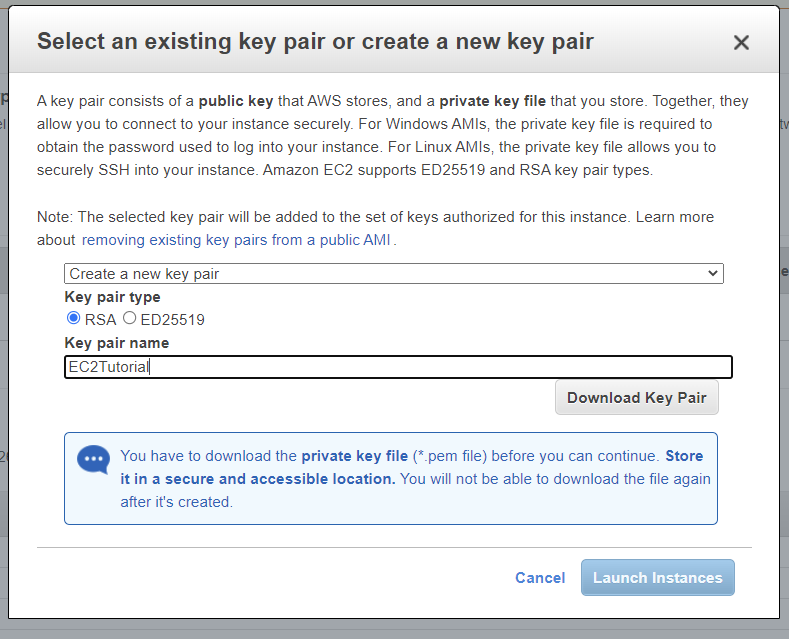 Select an existing key pair or create a new key pair
A key pair consists of a public key that AWS stores, and a private key file that you store. Together, they
allow you to connect to your instance securely. For Windows AMIs, the private key file is required to
obtain the password used to log into your instance. For Linux AMIs, the private key file allows you to
securely SSH into your instance. Amazon EC2 supports ED25519 and RSA key pair types.
Note: The selected key pair will be added to the set of keys authorized for this instance. Learn more
about removing existing key pairs from a public AMI.
Create a new key pair
Key pair type
RSA ED25519
Key pair name
EC2Tutorial
Download Key Pair
You have to download the private key file (*.pem file) before you can continue. Store
it in a secure and accessible location. You will not be able to download the file again
after it's created.
Cancel Launch Instances